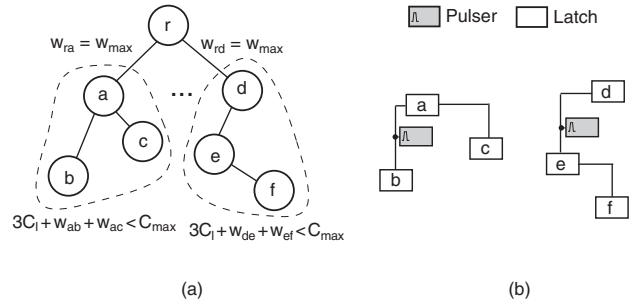 Pulser Latch
r
w_ra = w_max w_rd = w_max
a ... d
b c e f
3C_l + w_ab + w_ac < C_max 3C_l + w_de + w_ef < C_max
a d
c e
b f
(a) (b)